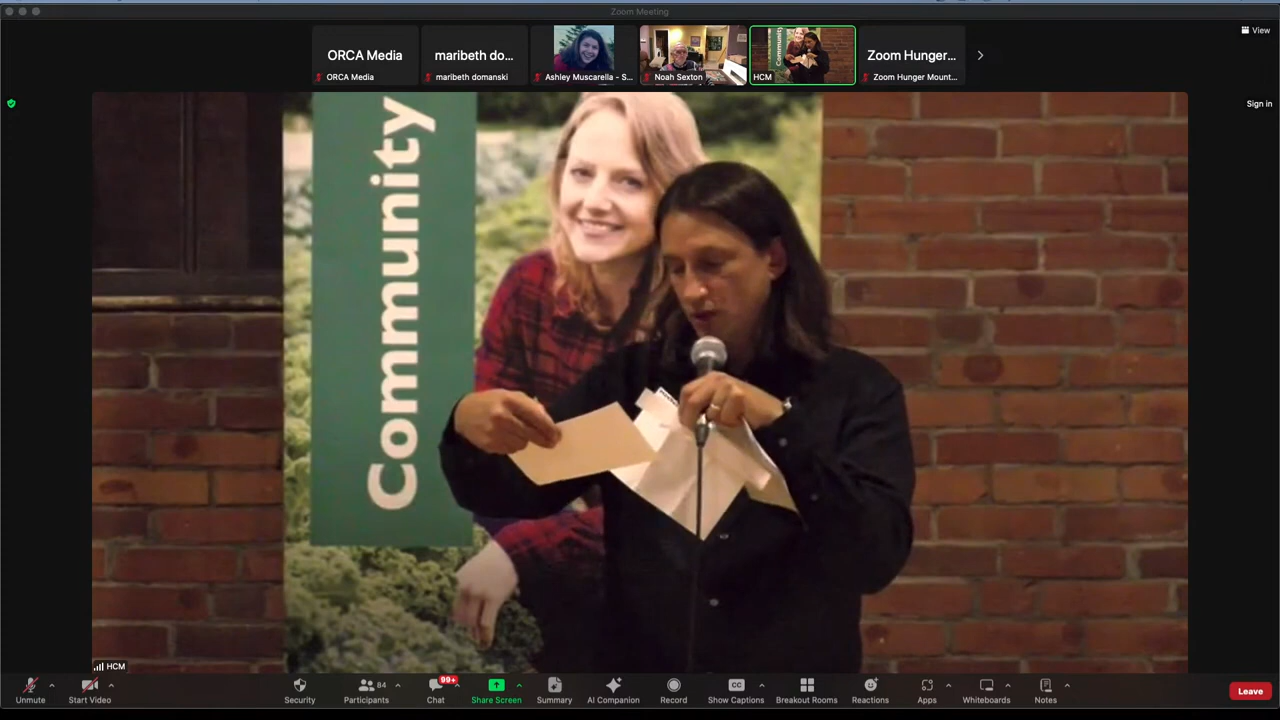 Zoom Meeting
View
ORCA Media
ORCA Media
maribeth do...
maribeth domanski
Ashley Muscarella - S...
Noah Sexton
Community
HCM
Zoom Hunger...
Zoom Hunger Mount...
Sign in
Community
HCM
Unmute
Start Video
Security
84
Participants
99+
Chat
Share Screen
Summary
AI Companion
Record
CC
Show Captions
Breakout Rooms
Reactions
Apps
Whiteboards
Notes
Leave